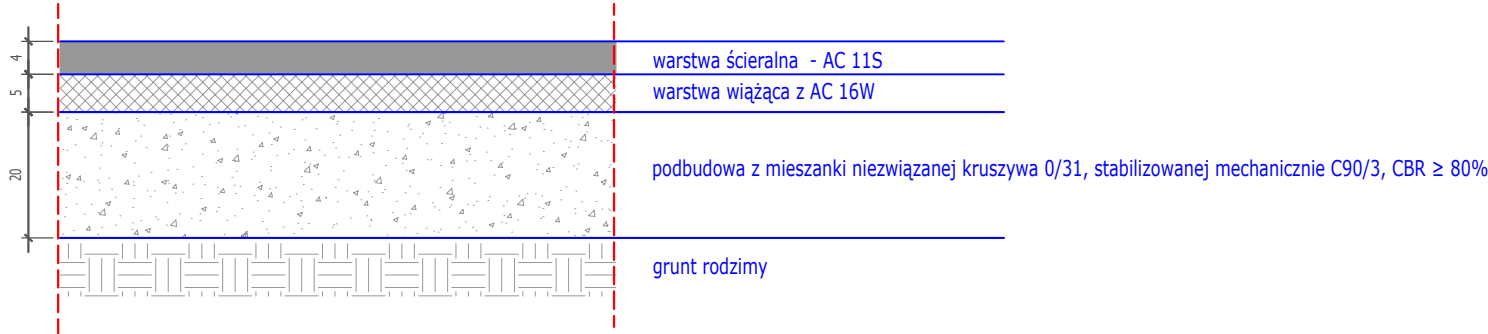 4
warstwa ścieralna - AC 11S
5
warstwa wiążąca z AC 16W
20
podbudowa z mieszanki niezwiązanej kruszywa 0/31, stabilizowanej mechanicznie C90/3, CBR ≥ 80%
grunt rodzimy